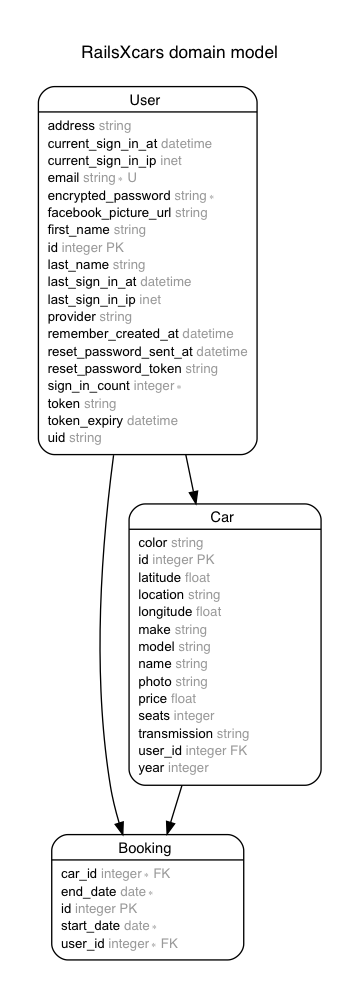 RailsXcars domain model
User
address string
current_sign_in_at datetime
current_sign_in_ip inet
email string ∗ U
encrypted_password string ∗
facebook_picture_url string
first_name string
id integer PK
last_name string
last_sign_in_at datetime
last_sign_in_ip inet
provider string
remember_created_at datetime
reset_password_sent_at datetime
reset_password_token string
sign_in_count integer ∗
token string
token_expiry datetime
uid string
Car
color string
id integer PK
latitude float
location string
longitude float
make string
model string
name string
photo string
price float
seats integer
transmission string
user_id integer FK
year integer
Booking
car_id integer ∗ FK
end_date date ∗
id integer PK
start_date date ∗
user_id integer ∗ FK